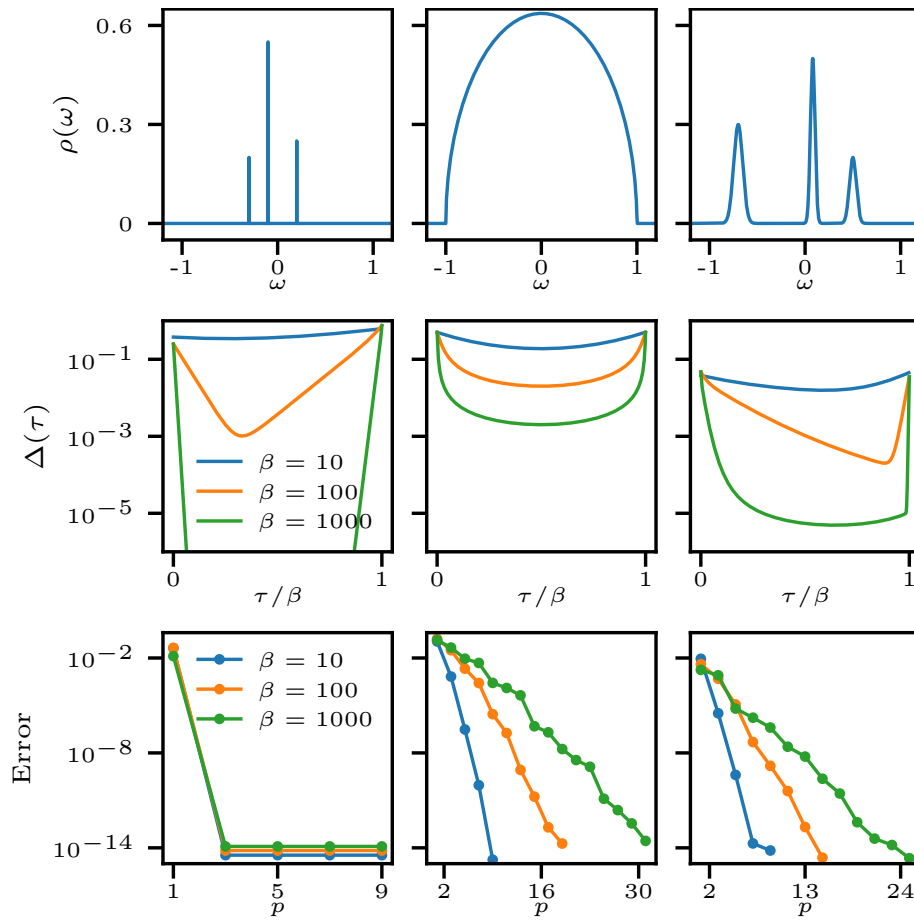 0.6
0.3
0
ρ(ω)
-1 0 1
ω
-1 0 1
ω
-1 0 1
ω
10⁻¹
10⁻³
10⁻⁵
Δ(τ)
β = 10
β = 100
β = 1000
0 1
τ/β
0 1
τ/β
0 1
τ/β
10⁻²
10⁻⁸
10⁻¹⁴
Error
β = 10
β = 100
β = 1000
1 5 9
p
2 16 30
p
2 13 24
p